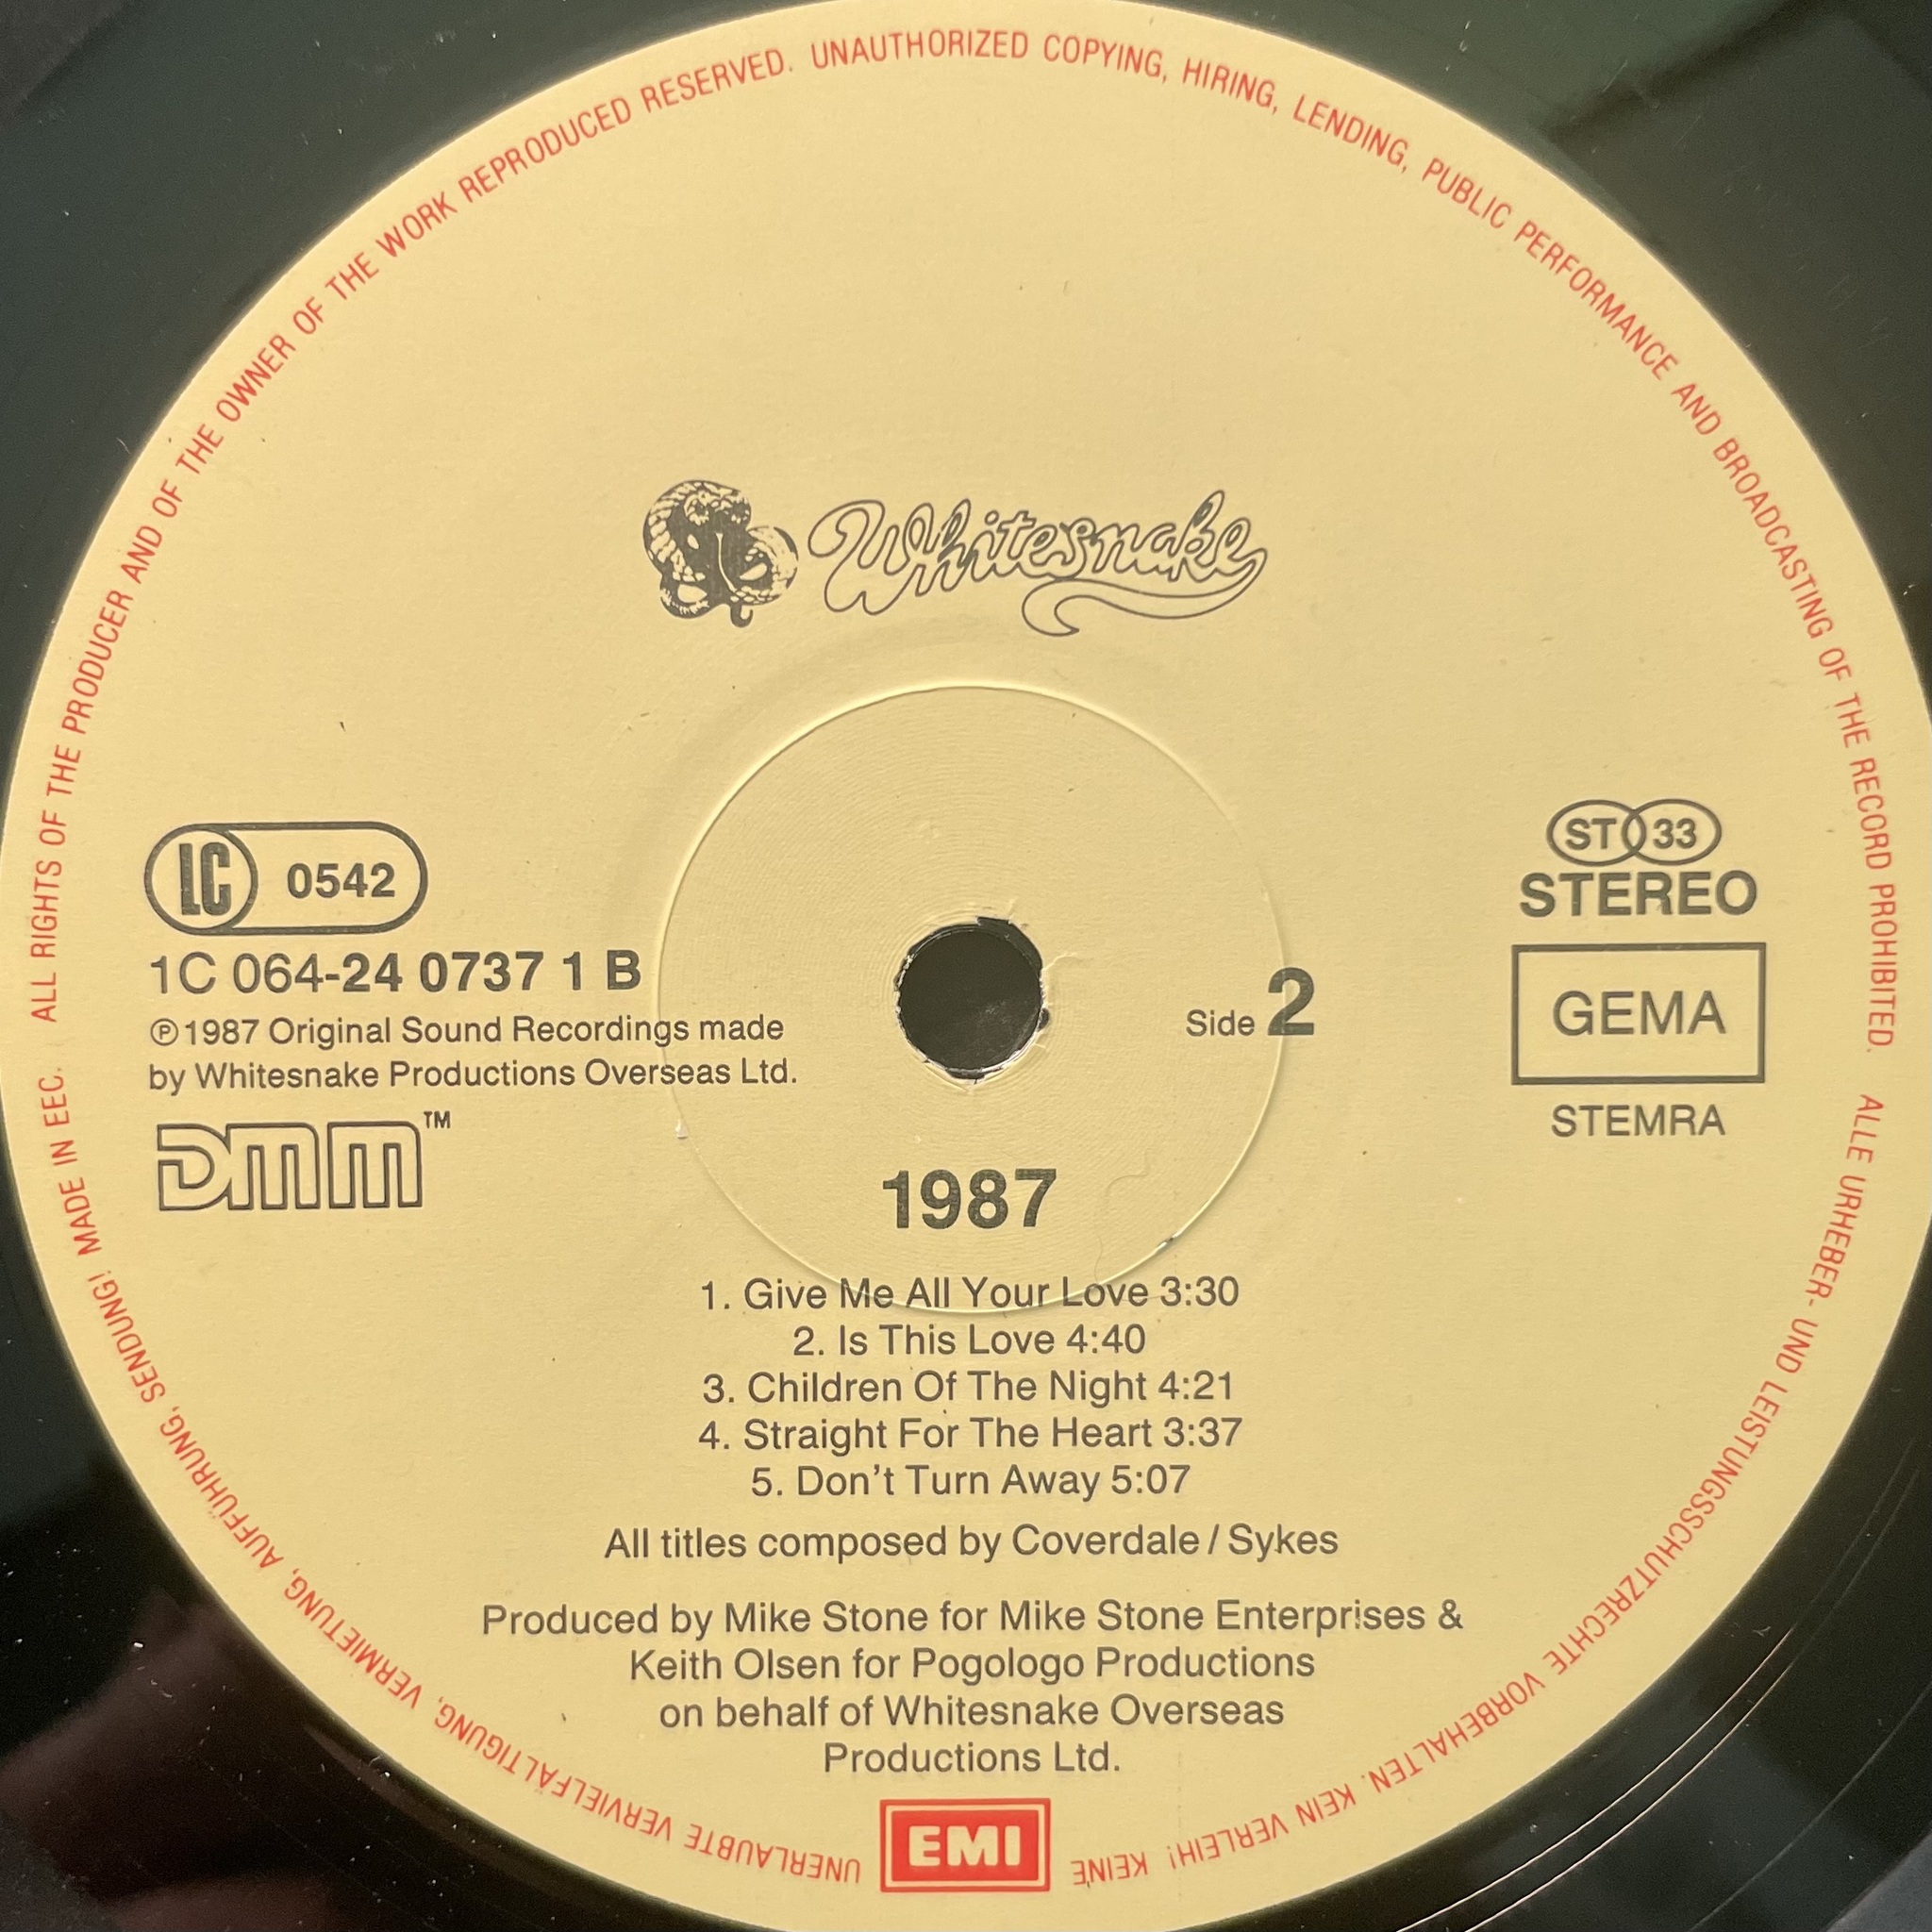 ALL RIGHTS OF THE PRODUCER AND OF THE OWNER OF THE WORK REPRODUCED RESERVED. UNAUTHORIZED COPYING, HIRING, LENDING, PUBLIC PERFORMANCE AND BROADCASTING OF THE RECORD PROHIBITED.
ALLE URHEBER- UND LEISTUNGSSCHUTZRECHTE VORBEHALTEN. KEIN VERLEIH! KEINE UNERLAUBTE VERVIELFÄLTIGUNG, VERMIETUNG, AUFFÜHRUNG, SENDUNG! MADE IN EEC.
Whitesnake
LC 0542
1C 064-24 0737 1 B
℗1987 Original Sound Recordings made
by Whitesnake Productions Overseas Ltd.
DMM™
Side 2
ST 33
STEREO
GEMA
STEMRA
1987
1. Give Me All Your Love 3:30
2. Is This Love 4:40
3. Children Of The Night 4:21
4. Straight For The Heart 3:37
5. Don't Turn Away 5:07
All titles composed by Coverdale / Sykes
Produced by Mike Stone for Mike Stone Enterprises &
Keith Olsen for Pogologo Productions
on behalf of Whitesnake Overseas
Productions Ltd.
EMI